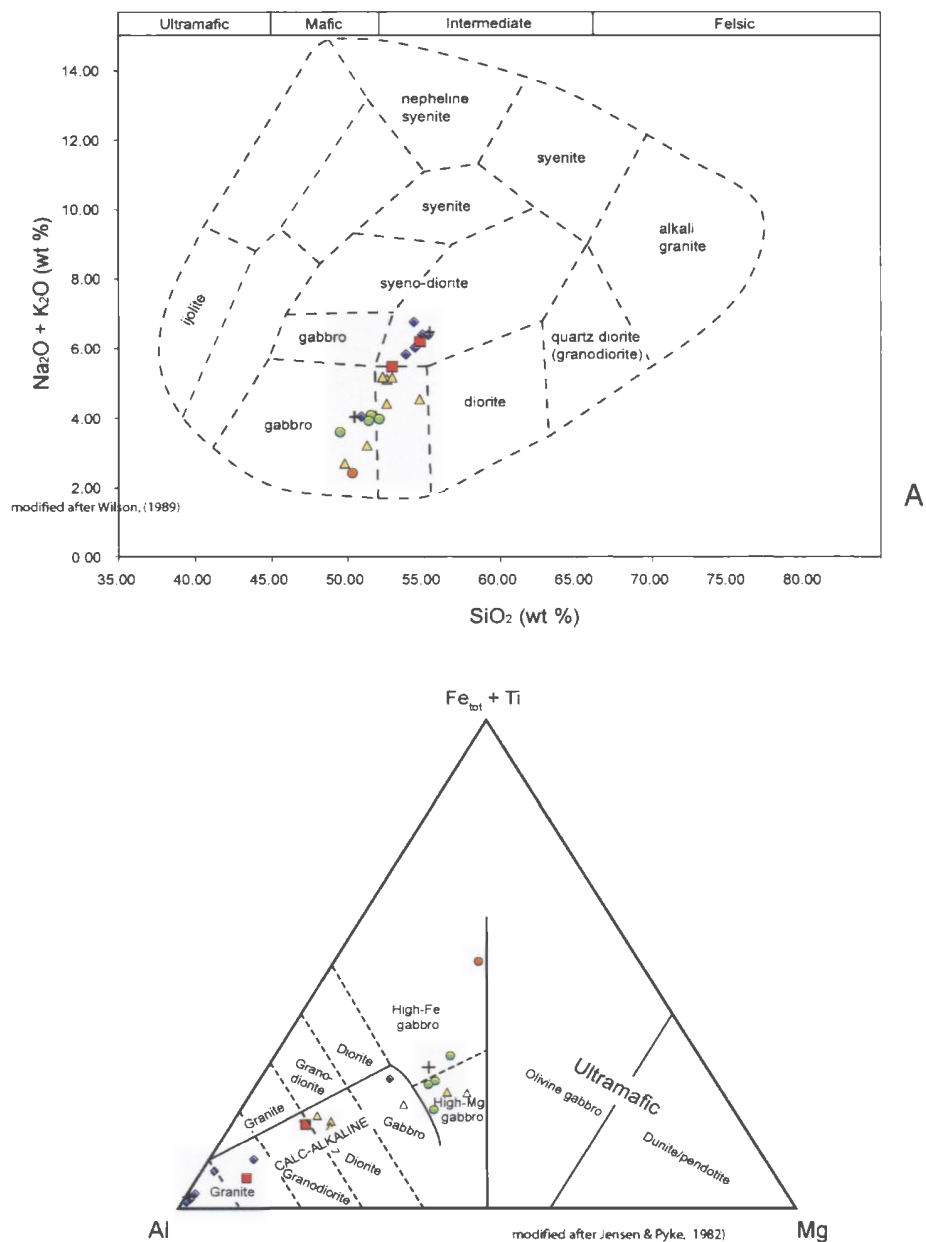 Ultramafic Mafic Intermediate Felsic
14.00
12.00
10.00
8.00
6.00
4.00
2.00
0 00
Na2O + K2O (wt %)
nepheline
syenite
syenite
syenite
alkali
granite
ijolite
syeno-diorite
gabbro
quartz diorite
(granodiorite)
gabbro
diorite
modified after Wilson, (1989)
A
35.00 40.00 45.00 50.00 55.00 60.00 65.00 70.00 75.00 80.00
SiO2 (wt %)
Fetot + Ti
High-Fe
gabbro
Diorite
Grano-
diorite
Granite
Ultramafic
Olivine gabbro
High-Mg
gabbro
Gabbro
CALC-ALKALINE
Diorite
Granodiorite
Granite
Dunite/peridotite
Al
Mg
modified after Jensen & Pyke, 1982)